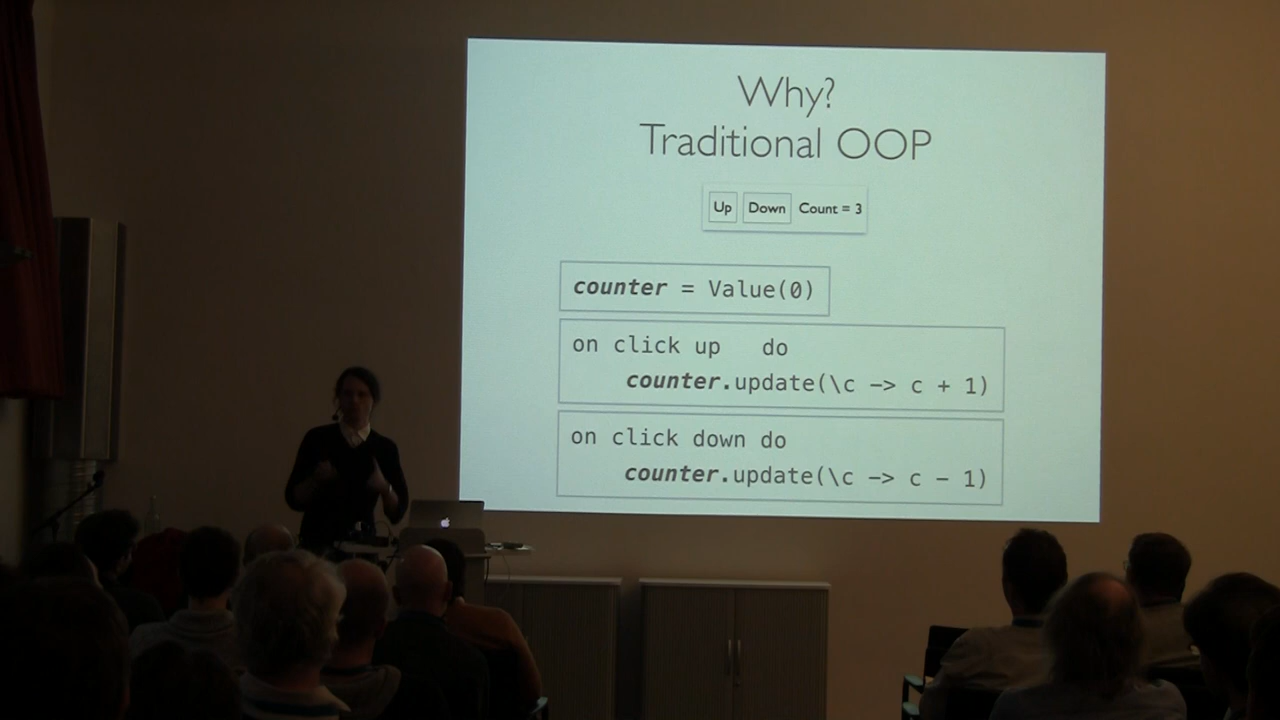 Why?
Traditional OOP
Up Down Count = 3
counter = Value(0)
on click up   do
counter.update(\c -> c + 1)
on click down do
counter.update(\c -> c - 1)